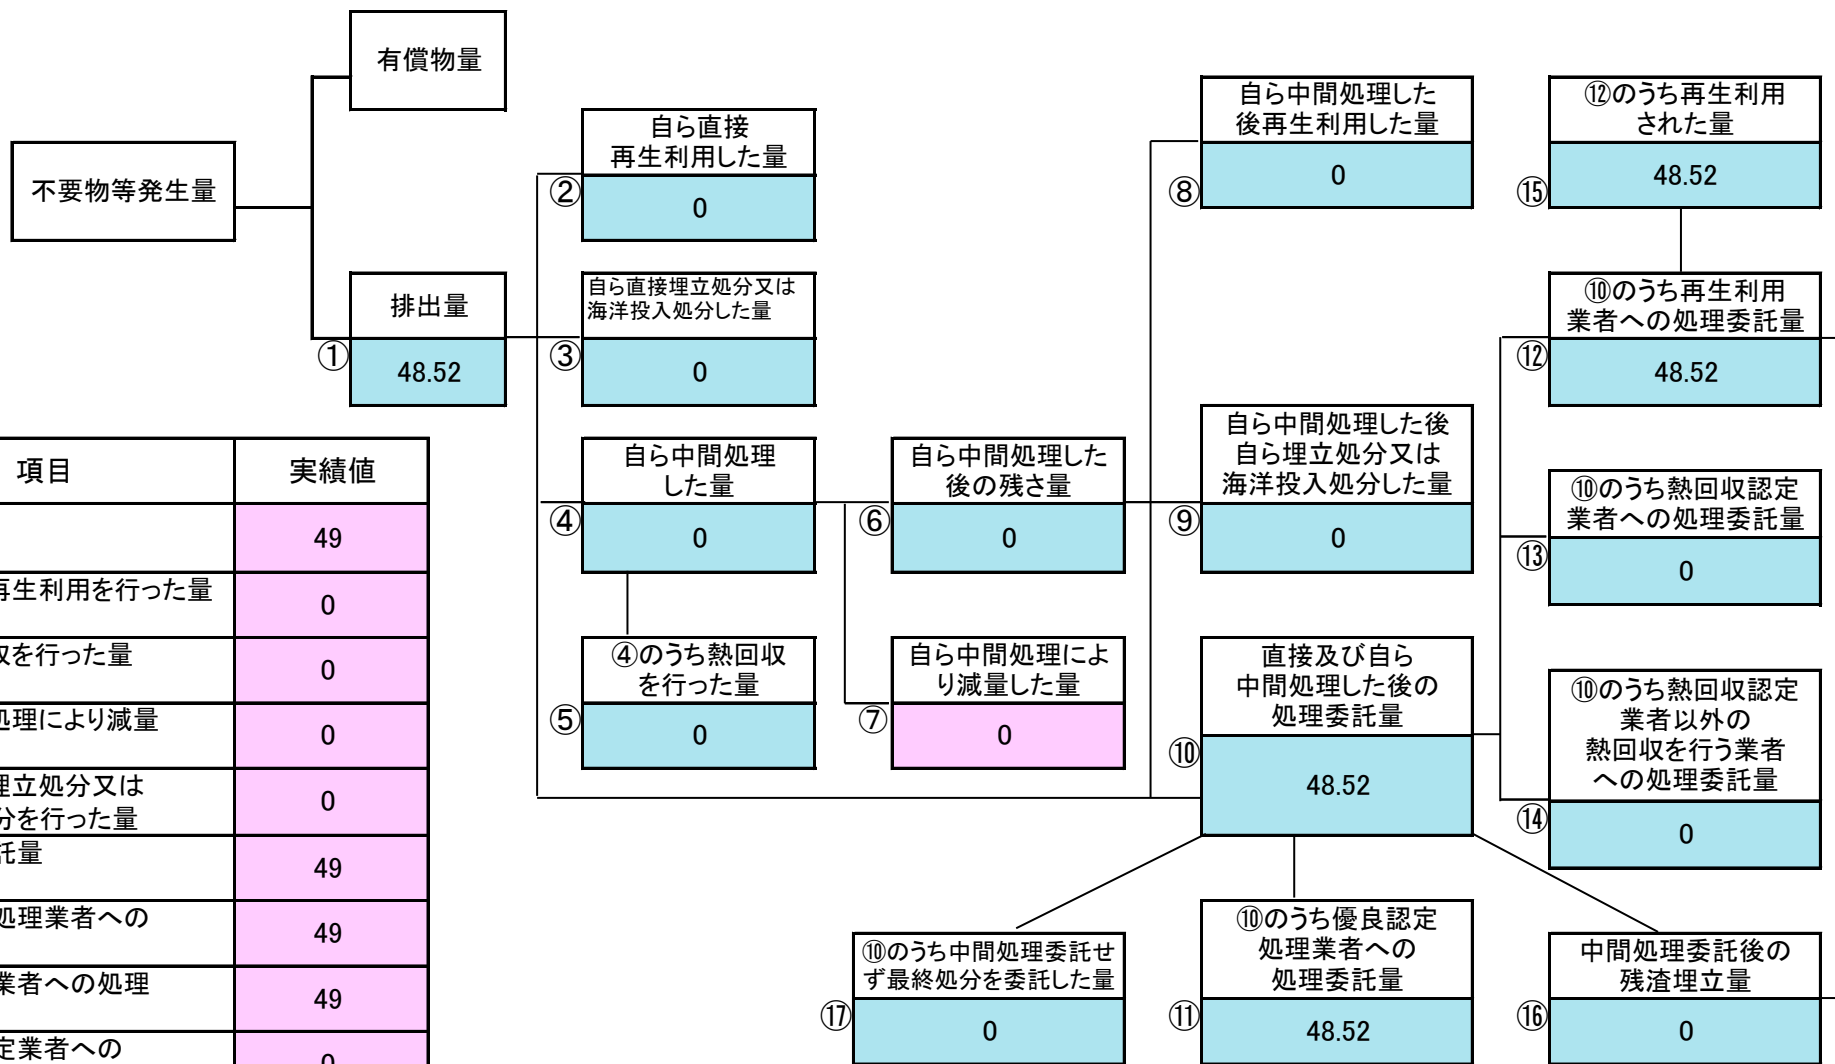 有償物量
不要物等発生量
排出量
①
48.52
自ら直接
再生利用した量
②
0
自ら直接埋立処分又は
海洋投入処分した量
③
0
自ら中間処理
した量
④
0
④のうち熱回収
を行った量
⑤
0
自ら中間処理した
後の残さ量
⑥
0
自ら中間処理によ
り減量した量
⑦
0
自ら中間処理した
後再生利用した量
⑧
0
自ら中間処理した後
自ら埋立処分又は
海洋投入処分した量
⑨
0
直接及び自ら
中間処理した後の
処理委託量
⑩
48.52
⑩のうち優良認定
処理業者への
処理委託量
⑪
48.52
⑫のうち再生利用
された量
⑮
48.52
⑩のうち再生利用
業者への処理委託量
⑫
48.52
⑩のうち熱回収認定
業者への処理委託量
⑬
0
⑩のうち熱回収認定
業者以外の
熱回収を行う業者
への処理委託量
⑭
0
中間処理委託後の
残渣埋立量
⑯
0
⑩のうち中間処理委託せ
ず最終処分を委託した量
⑰
0
項目 実績値
49
再生利用を行った量
0
収を行った量
0
処理により減量
0
埋立処分又は
分を行った量
0
託量
49
処理業者への
49
業者への処理
49
定業者への
0